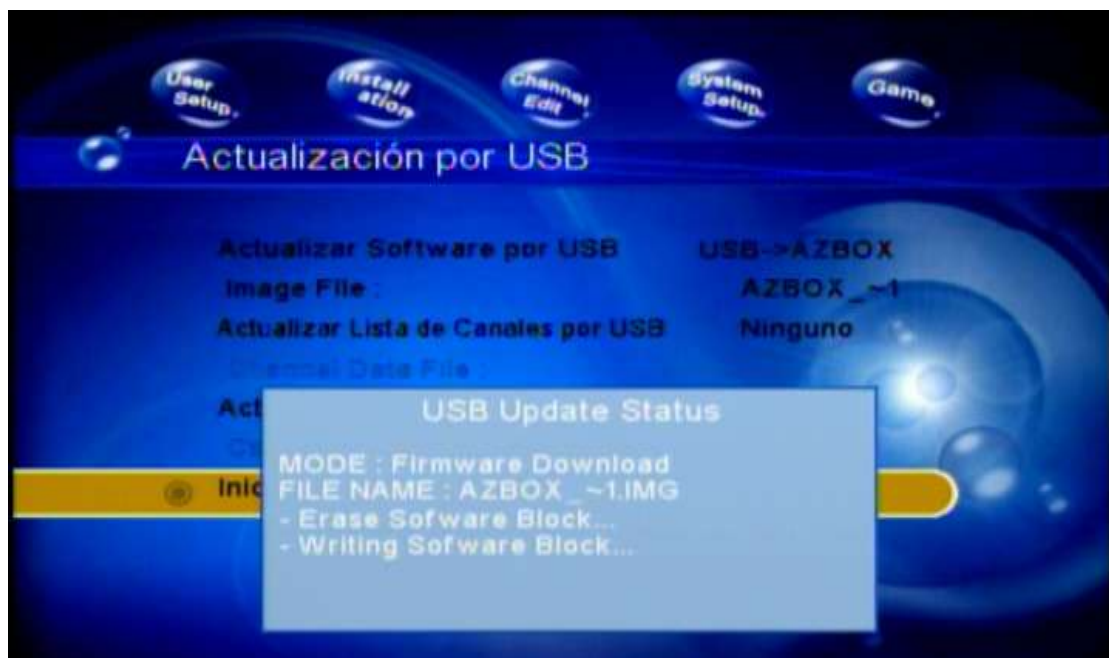 User Setup.
Install ation
Channel Edit
System Setup.
Game
Actualización por USB
Actualizar Software por USB USB->AZBOX
Image File : AZBOX_~1
Actualizar Lista de Canales por USB Ninguno
Channel Data File :
Act
USB Update Status
MODE : Firmware Download
Inic
FILE NAME : AZBOX_~1.IMG
- Erase Sofware Block...
- Writing Sofware Block...